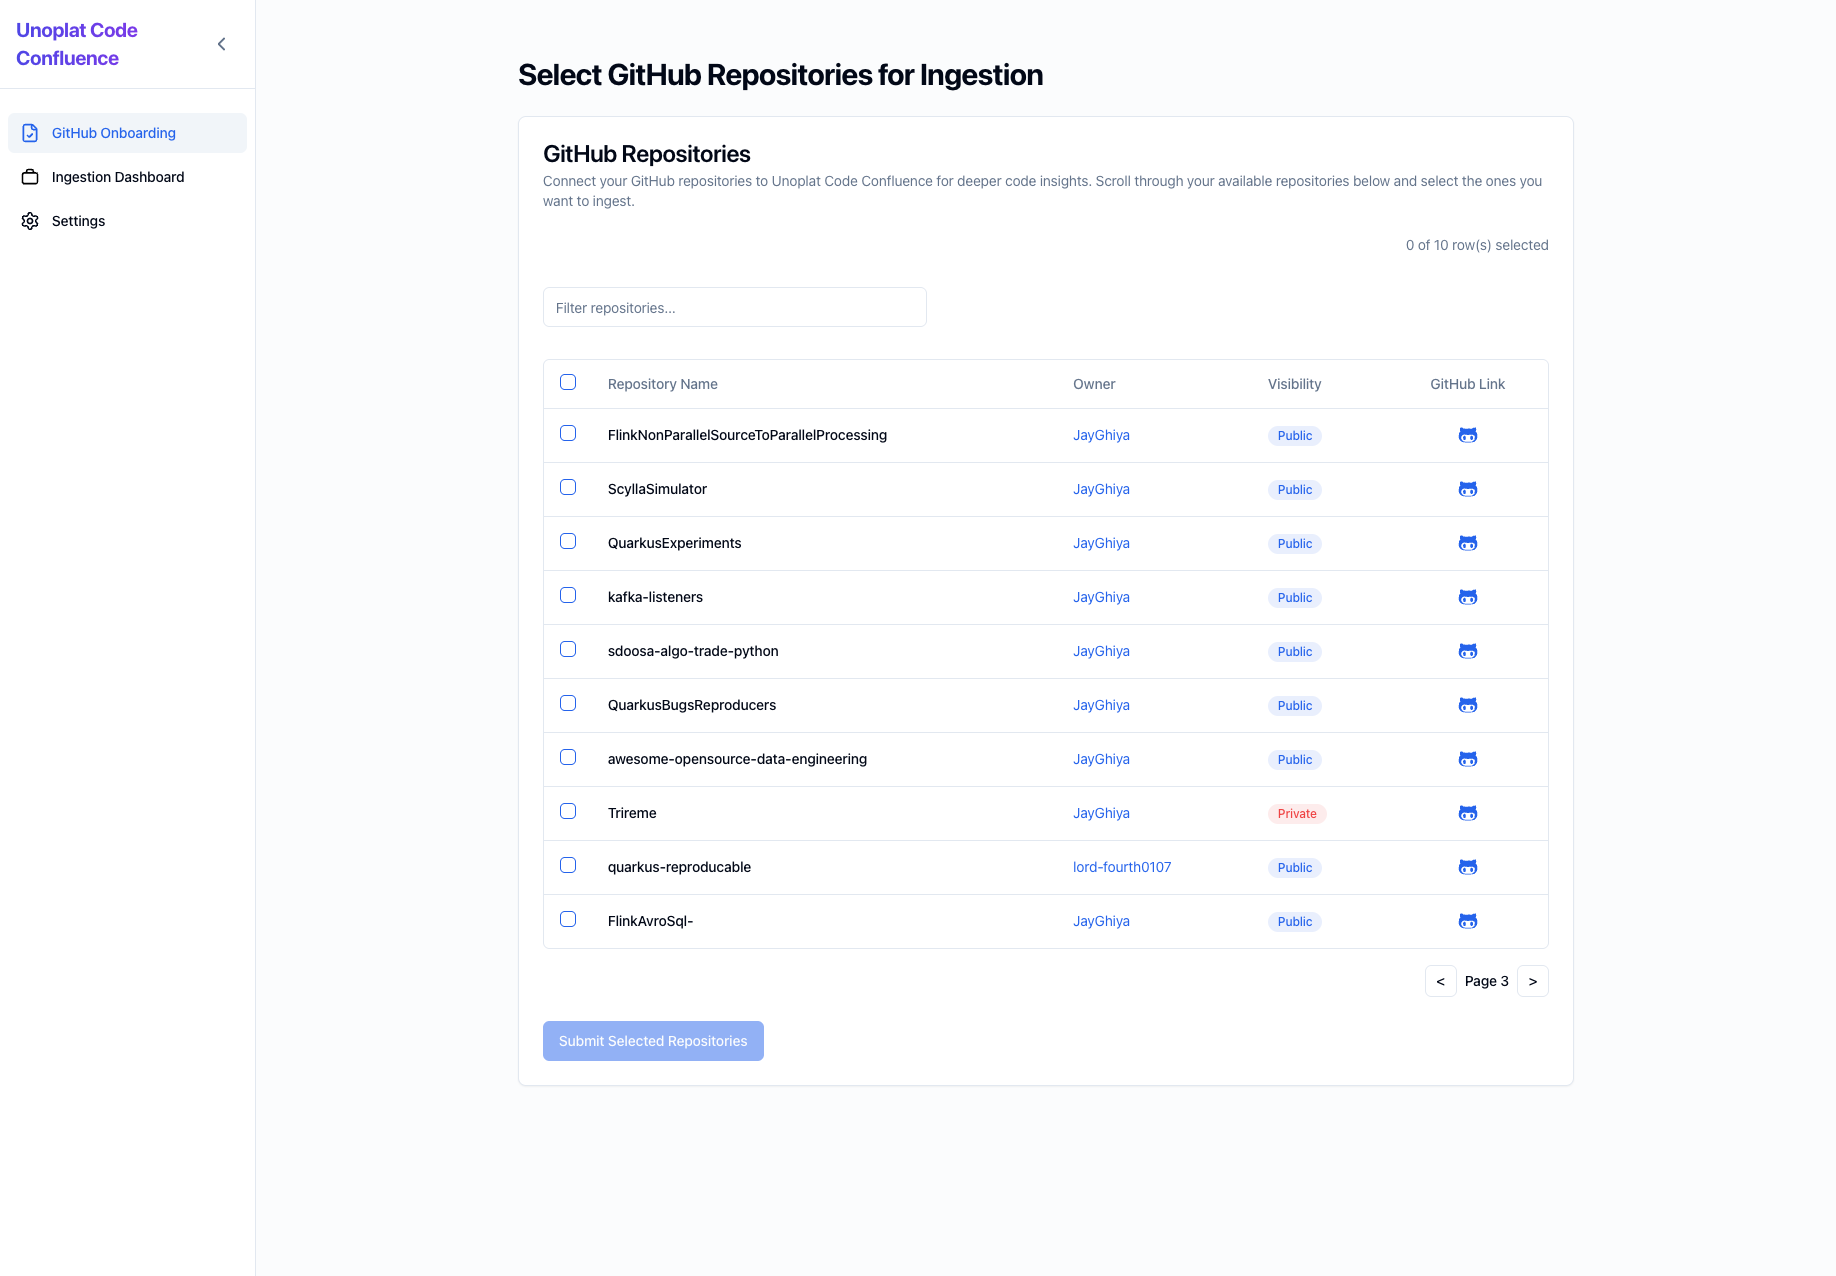 Unoplat Code
Confluence
GitHub Onboarding
Ingestion Dashboard
Settings
Select GitHub Repositories for Ingestion
GitHub Repositories
Connect your GitHub repositories to Unoplat Code Confluence for deeper code insights. Scroll through your available repositories below and select the ones you
want to ingest.
0 of 10 row(s) selected
Filter repositories...
Repository Name Owner Visibility GitHub Link
FlinkNonParallelSourceToParallelProcessing JayGhiya Public
ScyllaSimulator JayGhiya Public
QuarkusExperiments JayGhiya Public
kafka-listeners JayGhiya Public
sdoosa-algo-trade-python JayGhiya Public
QuarkusBugsReproducers JayGhiya Public
awesome-opensource-data-engineering JayGhiya Public
Trireme JayGhiya Private
quarkus-reproducable lord-fourth0107 Public
FlinkAvroSql- JayGhiya Public
< Page 3 >
Submit Selected Repositories